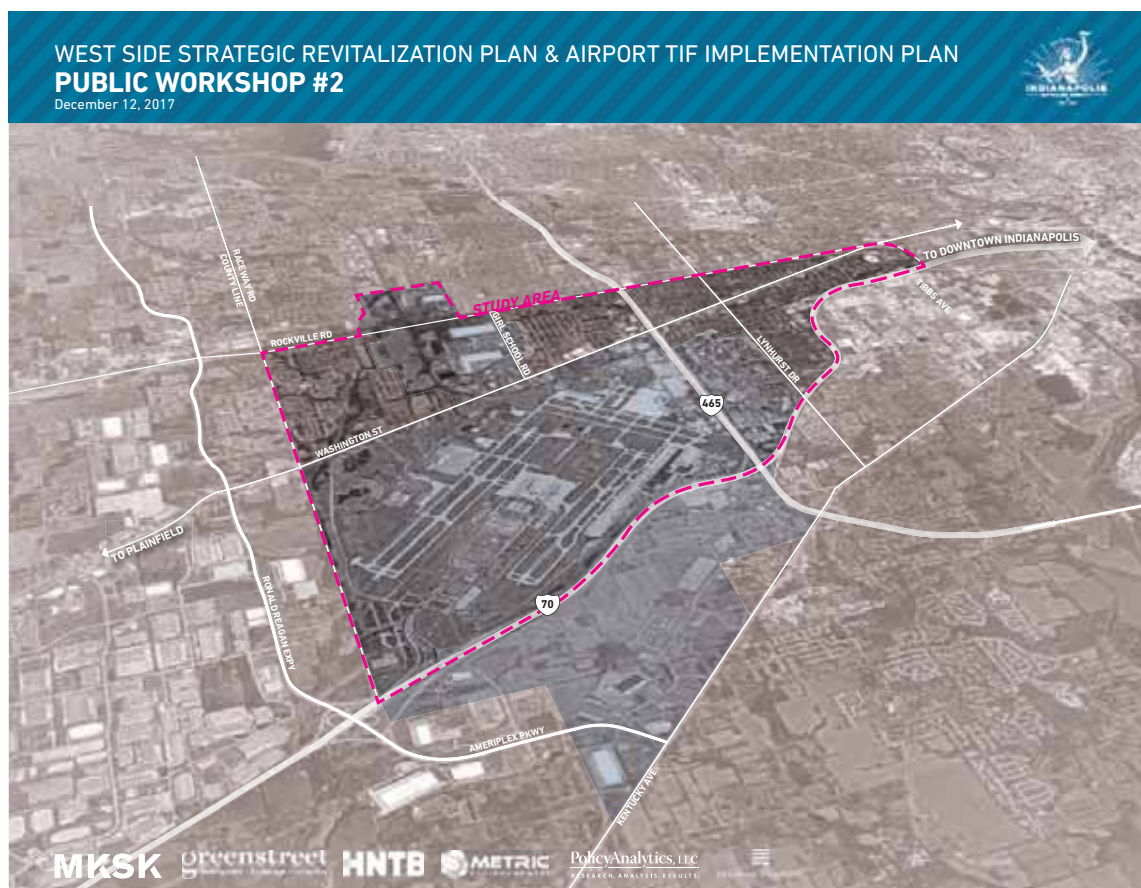 WEST SIDE STRATEGIC REVITALIZATION PLAN & AIRPORT TIF IMPLEMENTATION PLAN
PUBLIC WORKSHOP #2
December 12, 2017
INDIANAPOLIS
TO DOWNTOWN INDIANAPOLIS
RACEWAY RD
COUNTY LINE
STUDY AREA
TIBBS AVE
ROCKVILLE RD
GIRL SCHOOL RD
LYNHURST DR
465
WASHINGTON ST
TO PLAINFIELD
RONALD REAGAN EXPY
70
AMERIPLEX PKWY
KENTUCKY AVE
MKSK
greenstreet
HNTB
METRIC
PolicyAnalytics, LLC
RESEARCH. ANALYSIS. RESULTS.